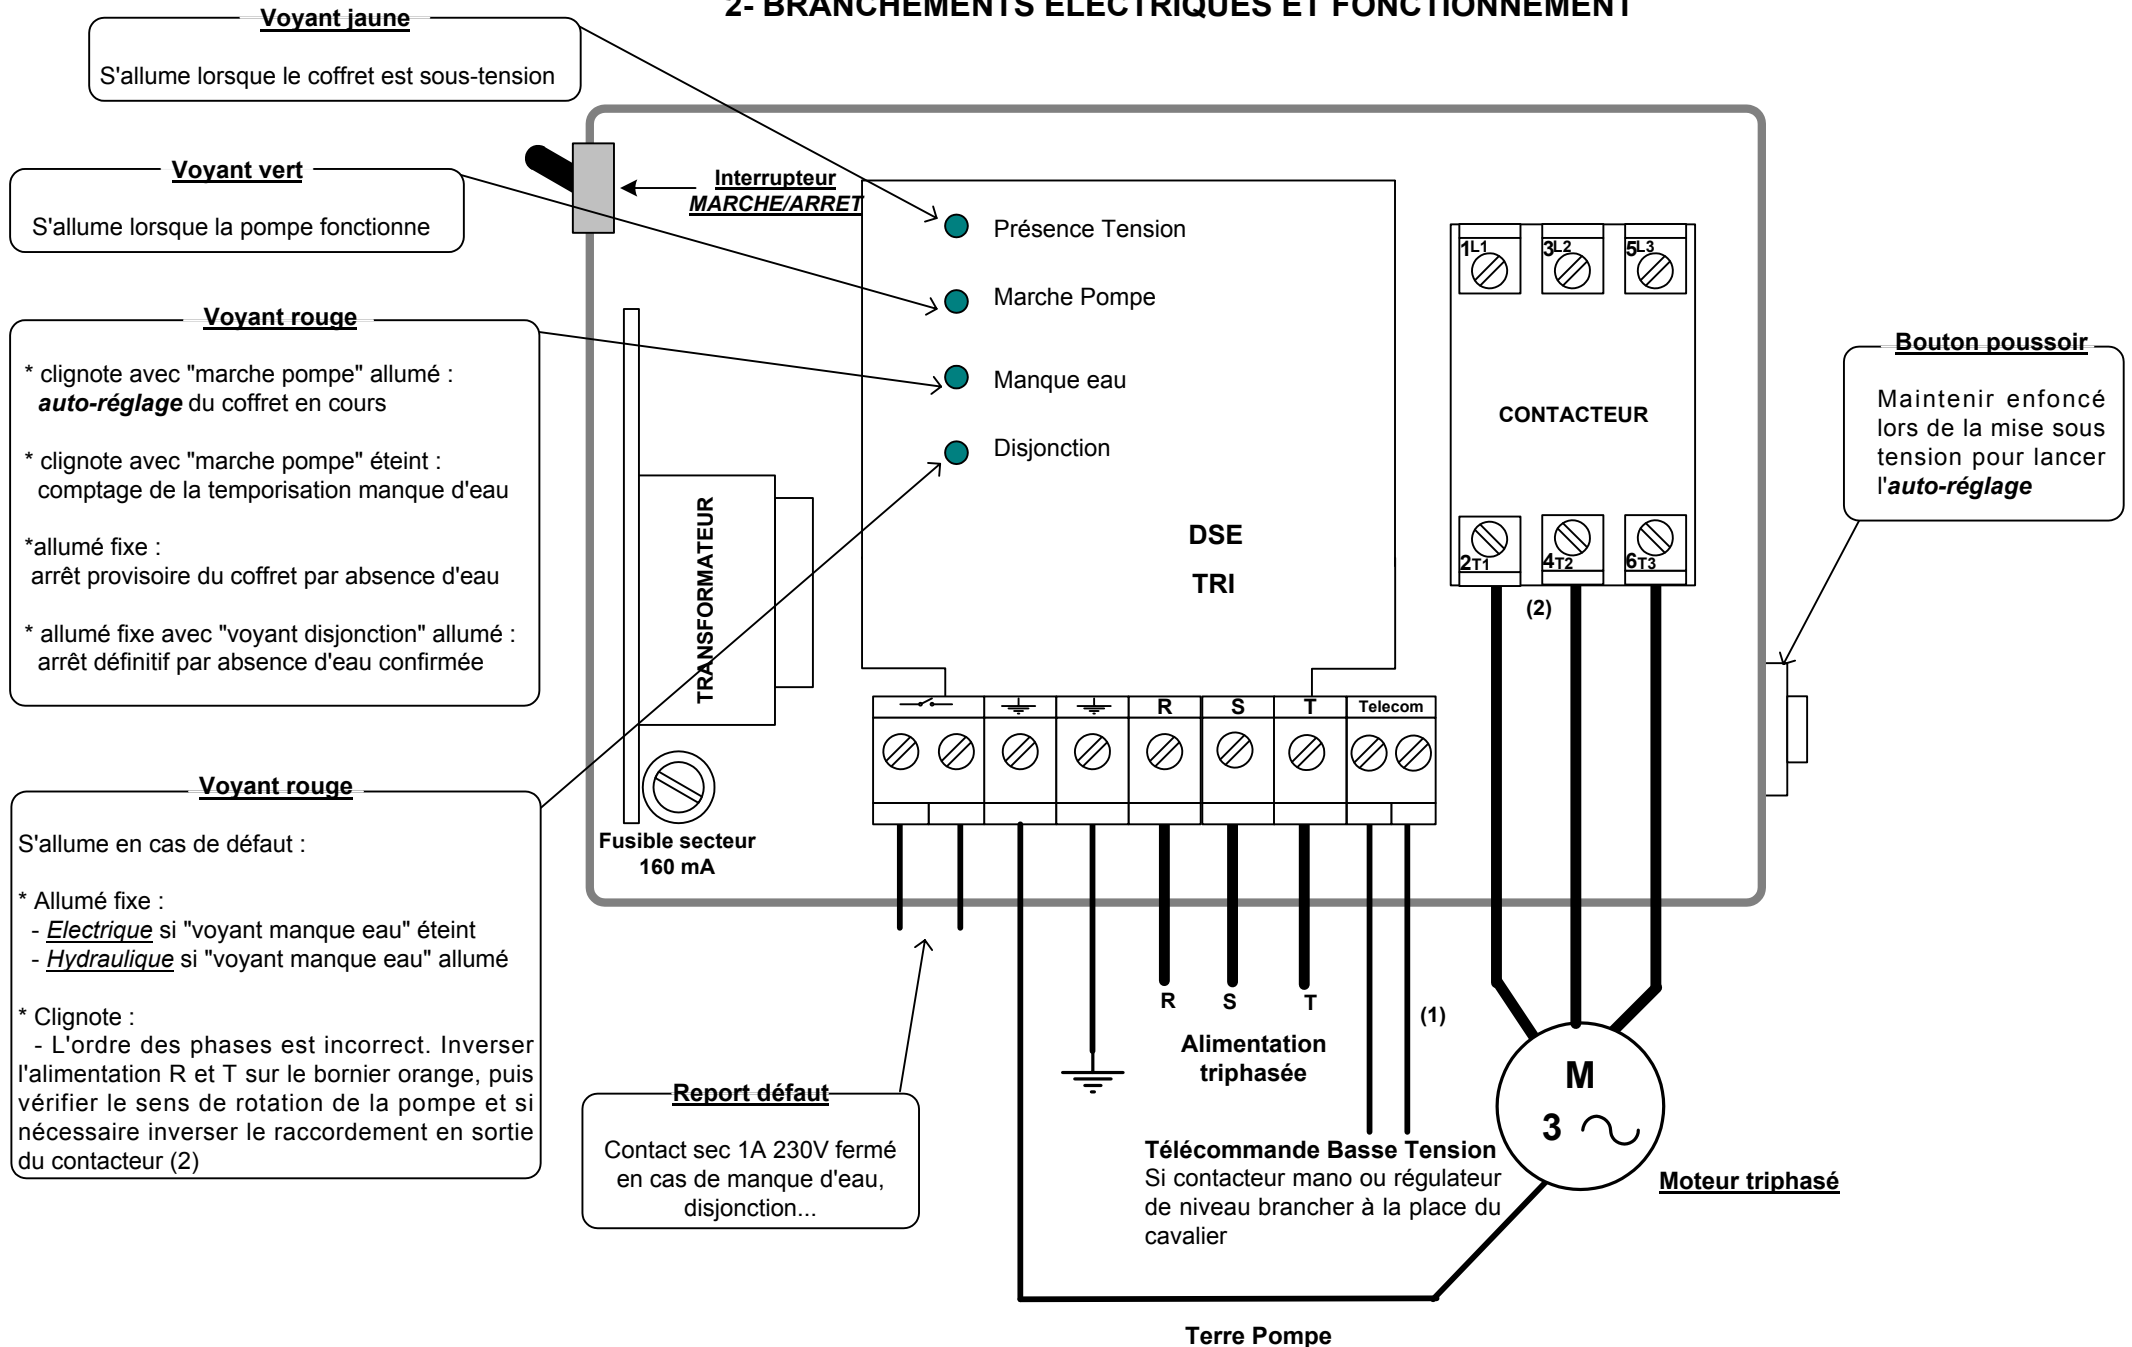 2- BRANCHEMENTS ELECTRIQUES ET FONCTIONNEMENT
Voyant jaune
S'allume lorsque le coffret est sous-tension
Voyant vert
S'allume lorsque la pompe fonctionne
Voyant rouge
* clignote avec "marche pompe" allumé :
auto-réglage du coffret en cours
* clignote avec "marche pompe" éteint :
comptage de la temporisation manque d'eau
*allumé fixe :
arrêt provisoire du coffret par absence d'eau
* allumé fixe avec "voyant disjonction" allumé :
arrêt définitif par absence d'eau confirmée
Voyant rouge
S'allume en cas de défaut :
* Allumé fixe :
- Electrique si "voyant manque eau" éteint
- Hydraulique si "voyant manque eau" allumé
* Clignote :
- L'ordre des phases est incorrect. Inverser
l'alimentation R et T sur le bornier orange, puis
vérifier le sens de rotation de la pompe et si
nécessaire inverser le raccordement en sortie
du contacteur (2)
Interrupteur
MARCHE/ARRET
Présence Tension
Marche Pompe
Manque eau
Disjonction
DSE
TRI
TRANSFORMATEUR
Fusible secteur
160 mA
R S T Telecom
1L1 3L2 5L3
CONTACTEUR
2T1 4T2 6T3
(2)
Bouton poussoir
Maintenir enfoncé
lors de la mise sous
tension pour lancer
l'auto-réglage
R S T
(1)
Alimentation
triphasée
Report défaut
Contact sec 1A 230V fermé
en cas de manque d'eau,
disjonction...
Télécommande Basse Tension
Si contacteur mano ou régulateur
de niveau brancher à la place du
cavalier
M
3
Moteur triphasé
Terre Pompe